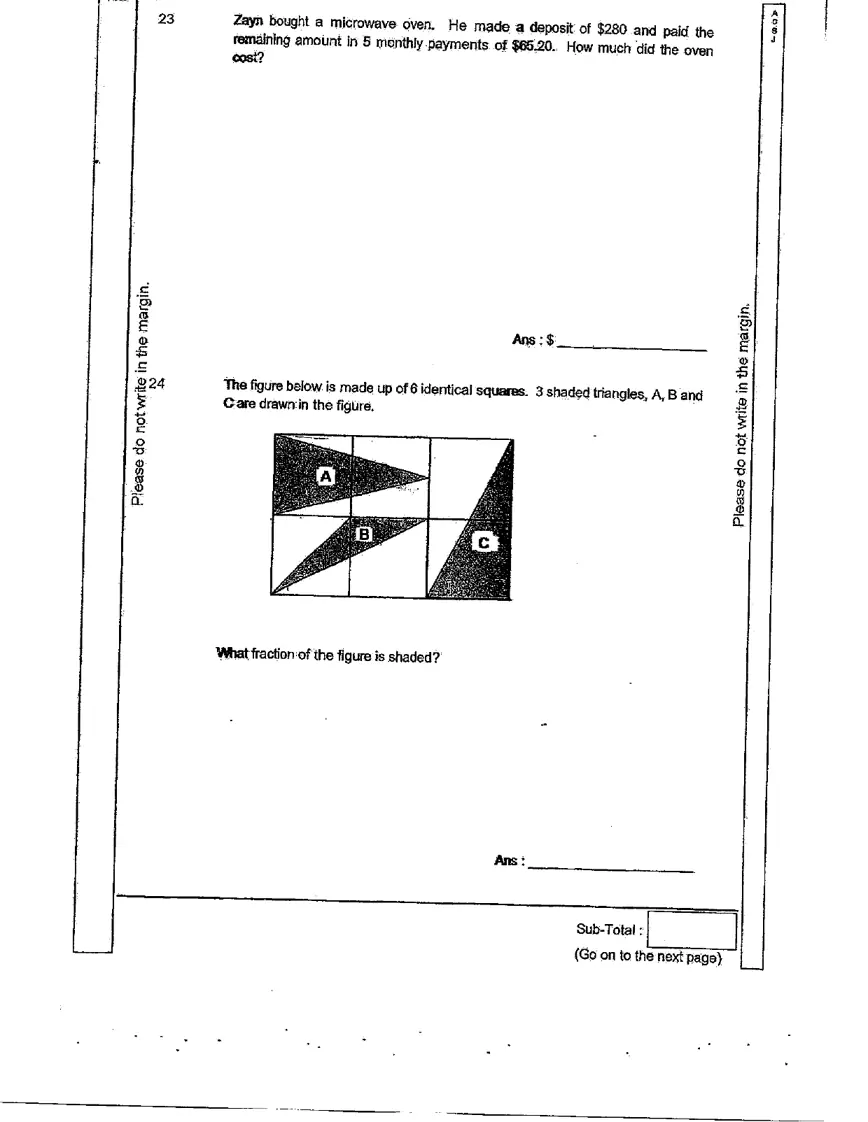 A
C
S
J
23 Zayn bought a microwave oven. He made a deposit of $280 and paid the
remaining amount in 5 monthly payments of $65.20. How much did the oven
cost?
Please do not write in the margin.
Please do not write in the margin.
Ans : $
24 The figure below is made up of 6 identical squares. 3 shaded triangles, A, B and
C are drawn in the figure.
A
B
C
What fraction of the figure is shaded?
Ans :
Sub-Total :
(Go on to the next page)